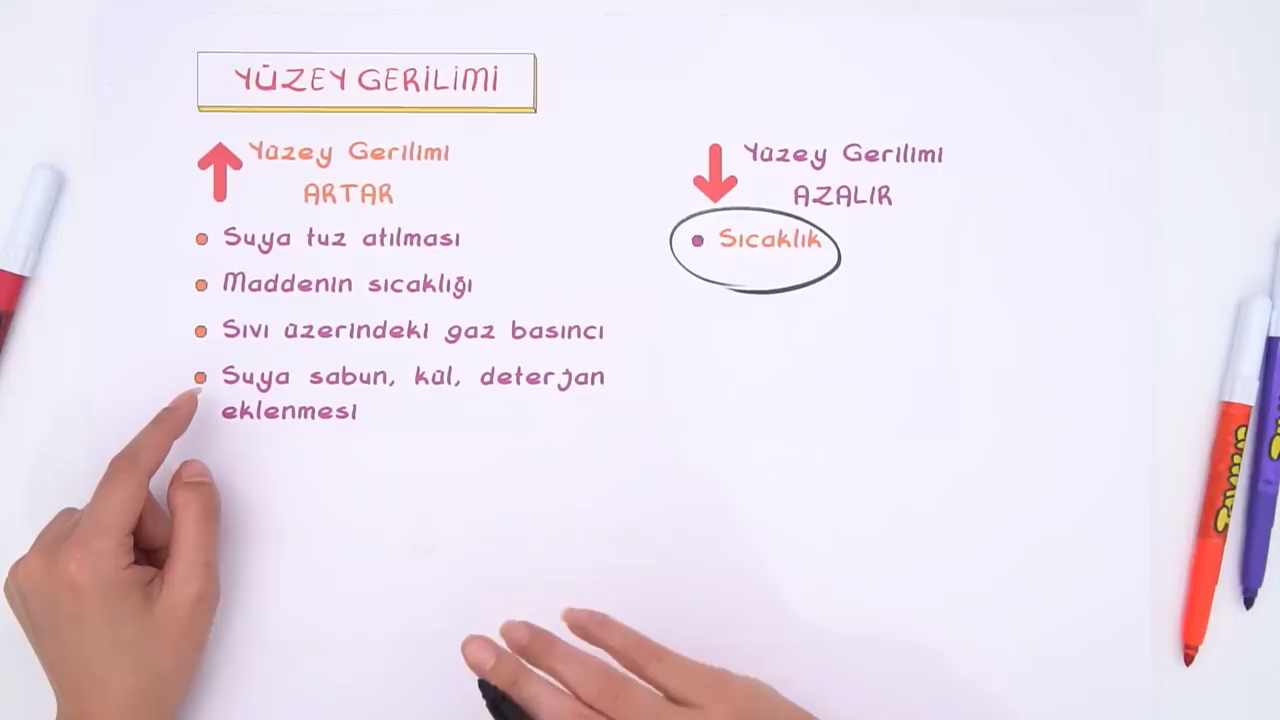 YÜZEY GERİLİMİ
Yüzey Gerilimi
ARTAR
• Suya tuz atılması
• Maddenin sıcaklığı
• Sıvı üzerindeki gaz basıncı
• Suya sabun, kül, deterjan
eklenmesi
Yüzey Gerilimi
AZALIR
• Sıcaklık